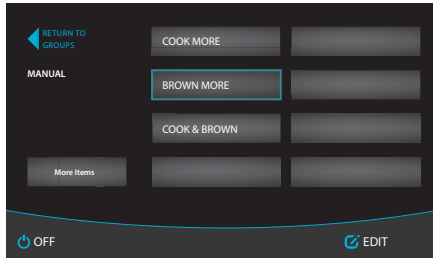 RETURN TO
GROUPS
MANUAL
COOK MORE
BROWN MORE
COOK & BROWN
More Items
OFF
EDIT